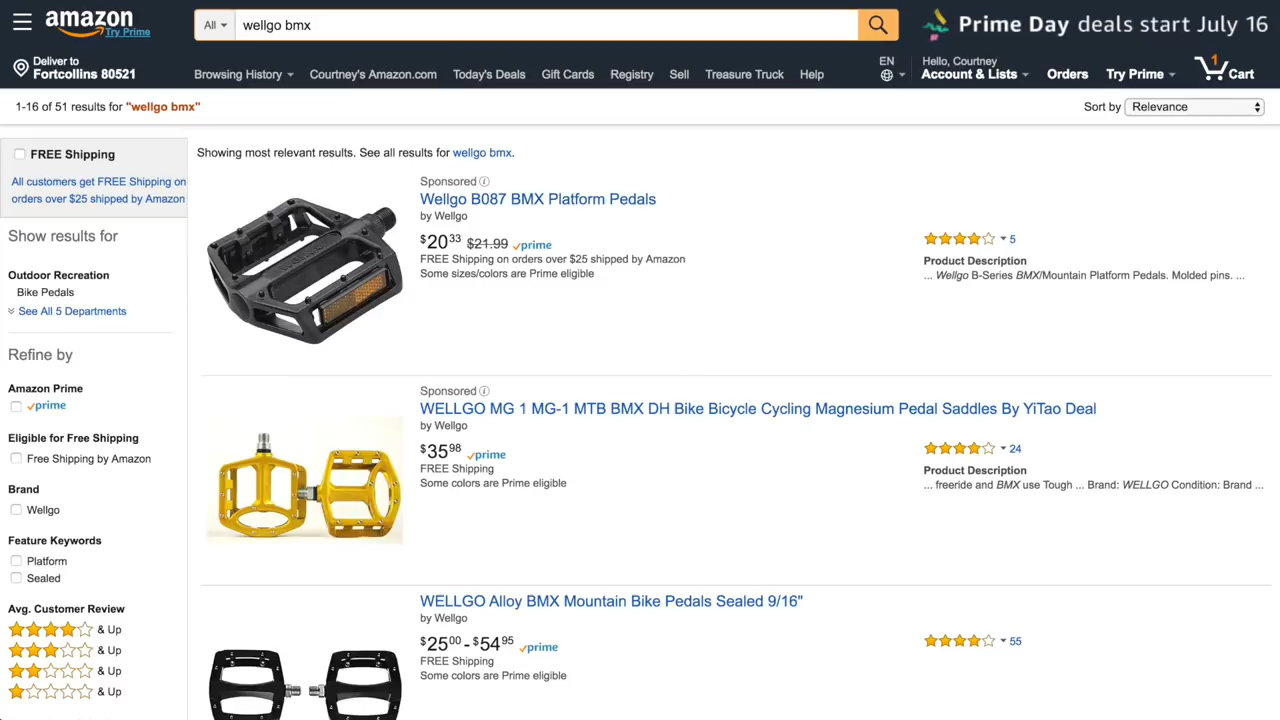 amazon
Try Prime
All
wellgo bmx
Prime Day deals start July 16
Deliver to
Fortcollins 80521
Browsing History
Courtney's Amazon.com
Today's Deals
Gift Cards
Registry
Sell
Treasure Truck
Help
EN
Hello, Courtney
Account & Lists
Orders
Try Prime
1
Cart
1-16 of 51 results for "wellgo bmx"
Sort by Relevance
FREE Shipping
All customers get FREE Shipping on
orders over $25 shipped by Amazon
Show results for
Outdoor Recreation
Bike Pedals
See All 5 Departments
Refine by
Amazon Prime
prime
Eligible for Free Shipping
Free Shipping by Amazon
Brand
Wellgo
Feature Keywords
Platform
Sealed
Avg. Customer Review
& Up
& Up
& Up
& Up
Showing most relevant results. See all results for wellgo bmx.
Sponsored
Wellgo B087 BMX Platform Pedals
by Wellgo
$20 33 $21.99 prime
FREE Shipping on orders over $25 shipped by Amazon
Some sizes/colors are Prime eligible
5
Product Description
... Wellgo B-Series BMX/Mountain Platform Pedals. Molded pins. ...
Sponsored
WELLGO MG 1 MG-1 MTB BMX DH Bike Bicycle Cycling Magnesium Pedal Saddles By YiTao Deal
by Wellgo
$35 98 prime
FREE Shipping
Some colors are Prime eligible
24
Product Description
... freeride and BMX use Tough ... Brand: WELLGO Condition: Brand ...
WELLGO Alloy BMX Mountain Bike Pedals Sealed 9/16"
by Wellgo
$25 00 - $54 95 prime
FREE Shipping
Some colors are Prime eligible
55